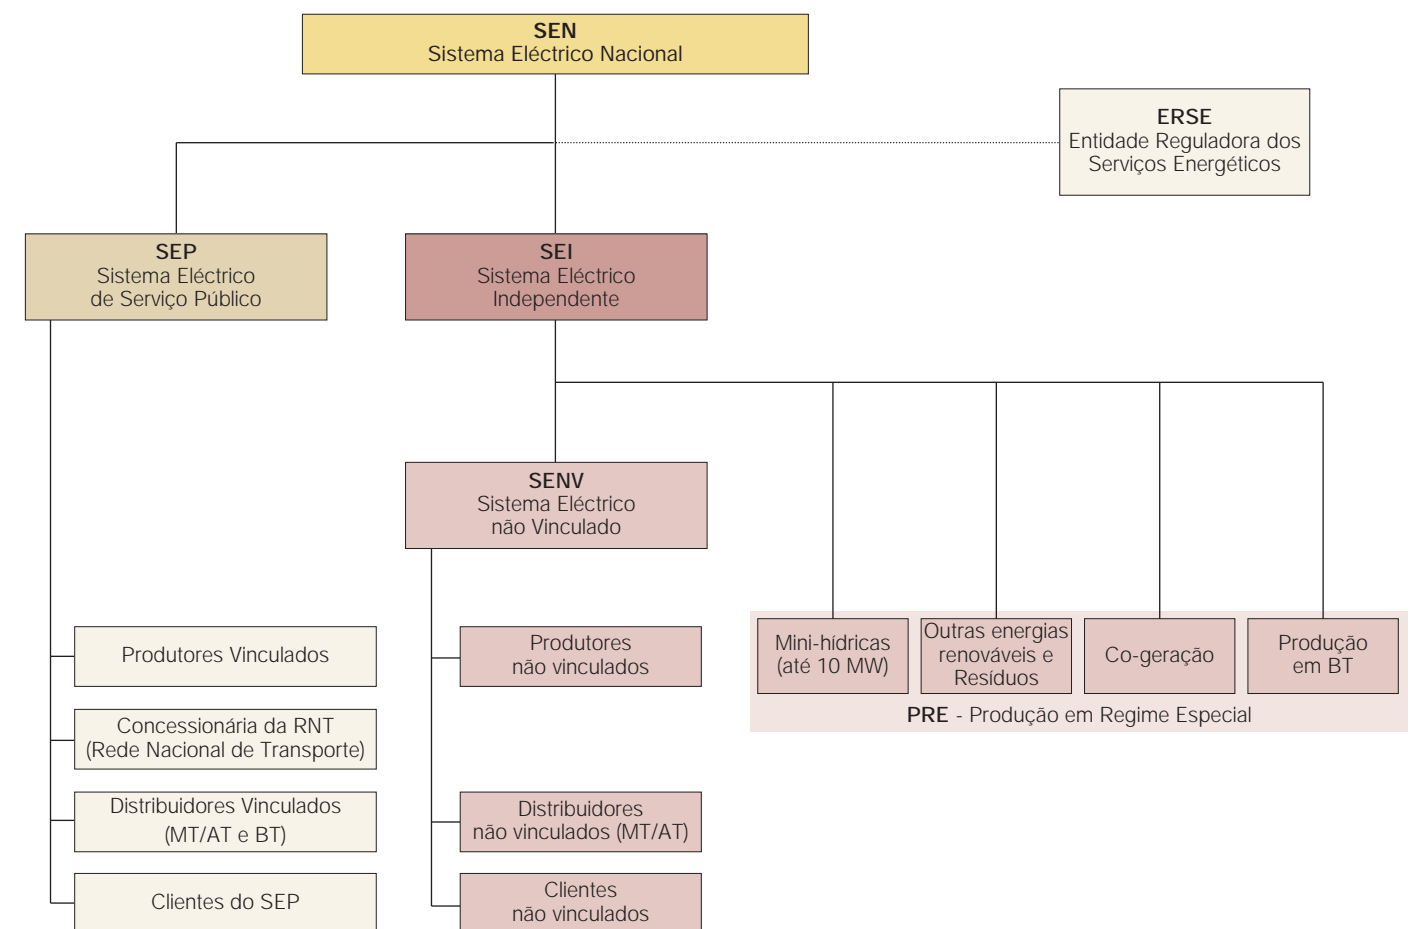 SEN
Sistema Eléctrico Nacional
ERSE
Entidade Reguladora dos
Serviços Energéticos
SEP
Sistema Eléctrico
de Serviço Público
SEI
Sistema Eléctrico
Independente
SENV
Sistema Eléctrico
não Vinculado
Produtores Vinculados
Concessionária da RNT
(Rede Nacional de Transporte)
Distribuidores Vinculados
(MT/AT e BT)
Clientes do SEP
Produtores
não vinculados
Distribuidores
não vinculados (MT/AT)
Clientes
não vinculados
Mini-hídricas
(até 10 MW)
Outras energias
renováveis e
Resíduos
Co-geração
Produção
em BT
PRE - Produção em Regime Especial